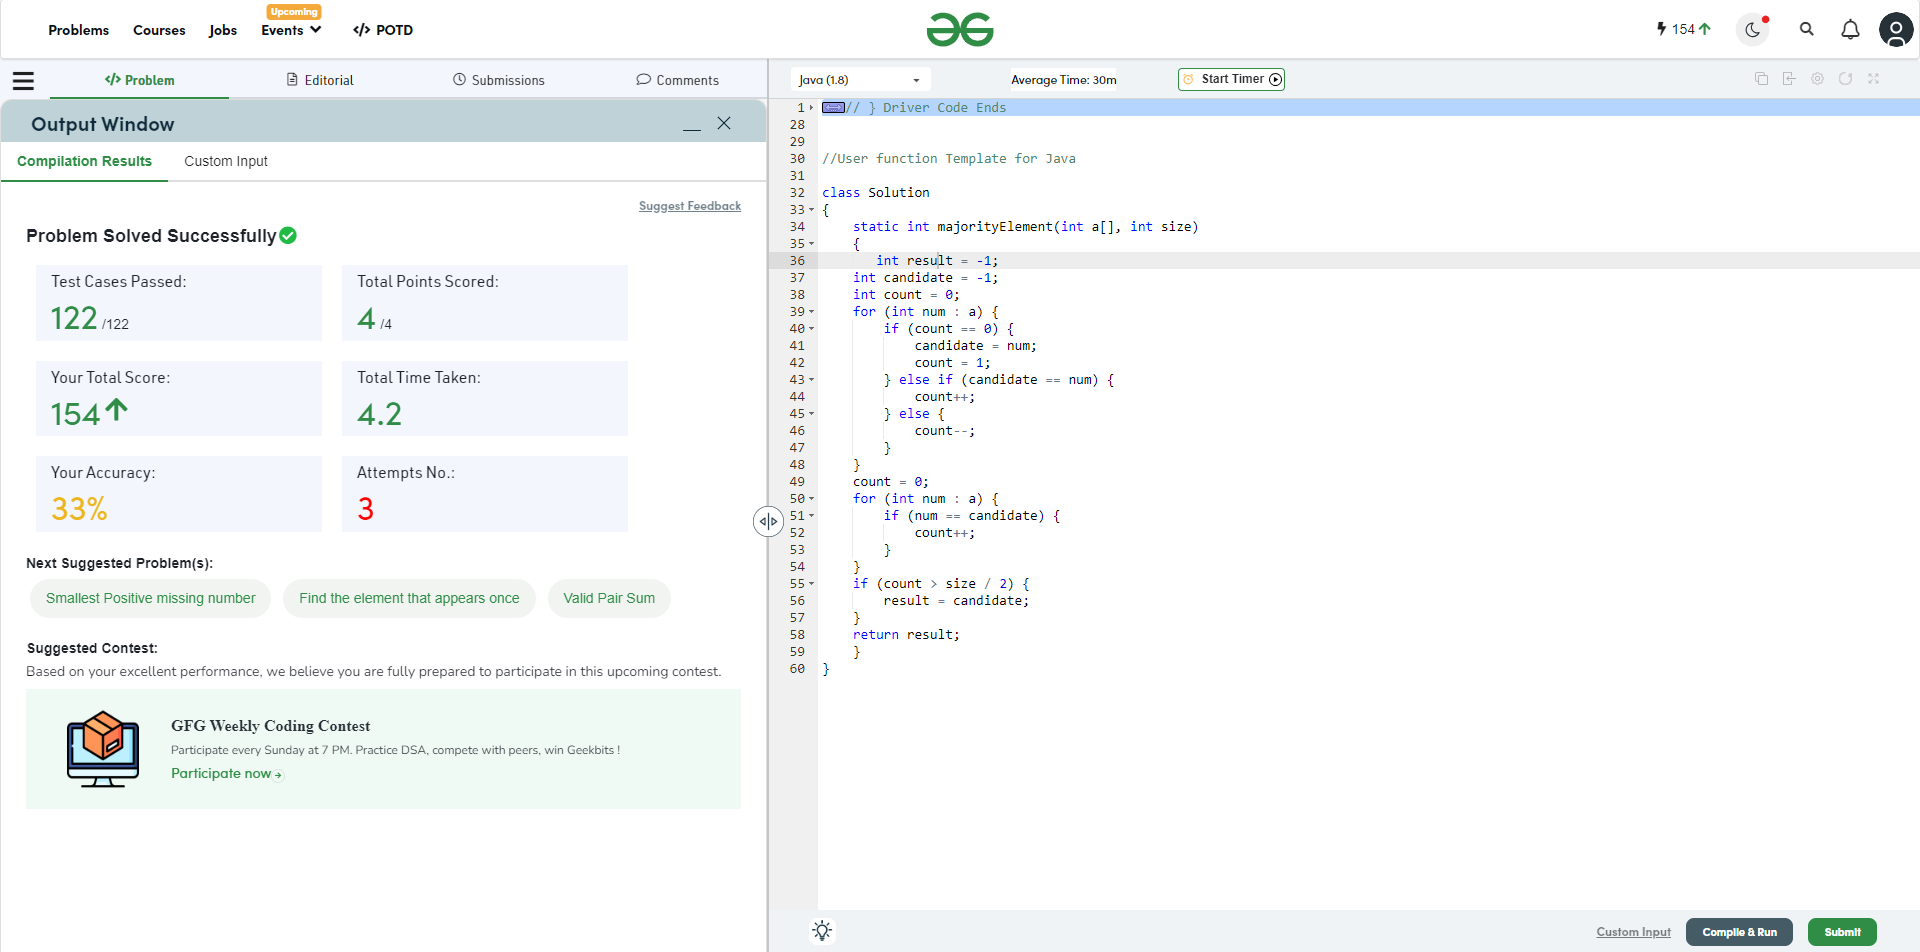 Problems
Courses
Jobs
Upcoming
Events
</> POTD
154
</> Problem
Editorial
Submissions
Comments
Output Window
Compilation Results
Custom Input
Suggest Feedback
Problem Solved Successfully
Test Cases Passed:
122 /122
Total Points Scored:
4 /4
Your Total Score:
154
Total Time Taken:
4.2
Your Accuracy:
33%
Attempts No.:
3
Next Suggested Problem(s):
Smallest Positive missing number
Find the element that appears once
Valid Pair Sum
Suggested Contest:
Based on your excellent performance, we believe you are fully prepared to participate in this upcoming contest.
GFG Weekly Coding Contest
Participate every Sunday at 7 PM. Practice DSA, compete with peers, win Geekbits !
Participate now
Java (1.8)
Average Time: 30m
Start Timer
1 // } Driver Code Ends
28
29
30 //User function Template for Java
31
32 class Solution
33 {
34     static int majorityElement(int a[], int size)
35     {
36        int result = -1;
37     int candidate = -1;
38     int count = 0;
39     for (int num : a) {
40         if (count == 0) {
41             candidate = num;
42             count = 1;
43         } else if (candidate == num) {
44             count++;
45         } else {
46             count--;
47         }
48     }
49     count = 0;
50     for (int num : a) {
51         if (num == candidate) {
52             count++;
53         }
54     }
55     if (count > size / 2) {
56         result = candidate;
57     }
58     return result;
59     }
60 }
Custom Input
Compile & Run
Submit